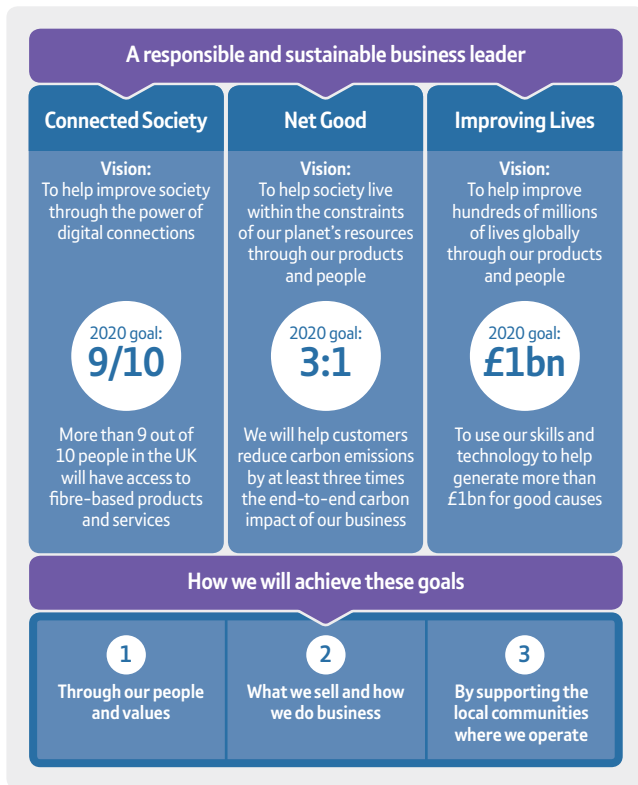 A responsible and sustainable business leader
Connected Society
Vision:
To help improve society
through the power of
digital connections
2020 goal:
9/10
More than 9 out of
10 people in the UK
will have access to
fibre-based products
and services
Net Good
Vision:
To help society live
within the constraints
of our planet's resources
through our products
and people
2020 goal:
3:1
We will help customers
reduce carbon emissions
by at least three times
the end-to-end carbon
impact of our business
Improving Lives
Vision:
To help improve
hundreds of millions
of lives globally
through our products
and people
2020 goal:
£1bn
To use our skills and
technology to help
generate more than
£1bn for good causes
How we will achieve these goals
1
Through our people
and values
2
What we sell and how
we do business
3
By supporting the
local communities
where we operate